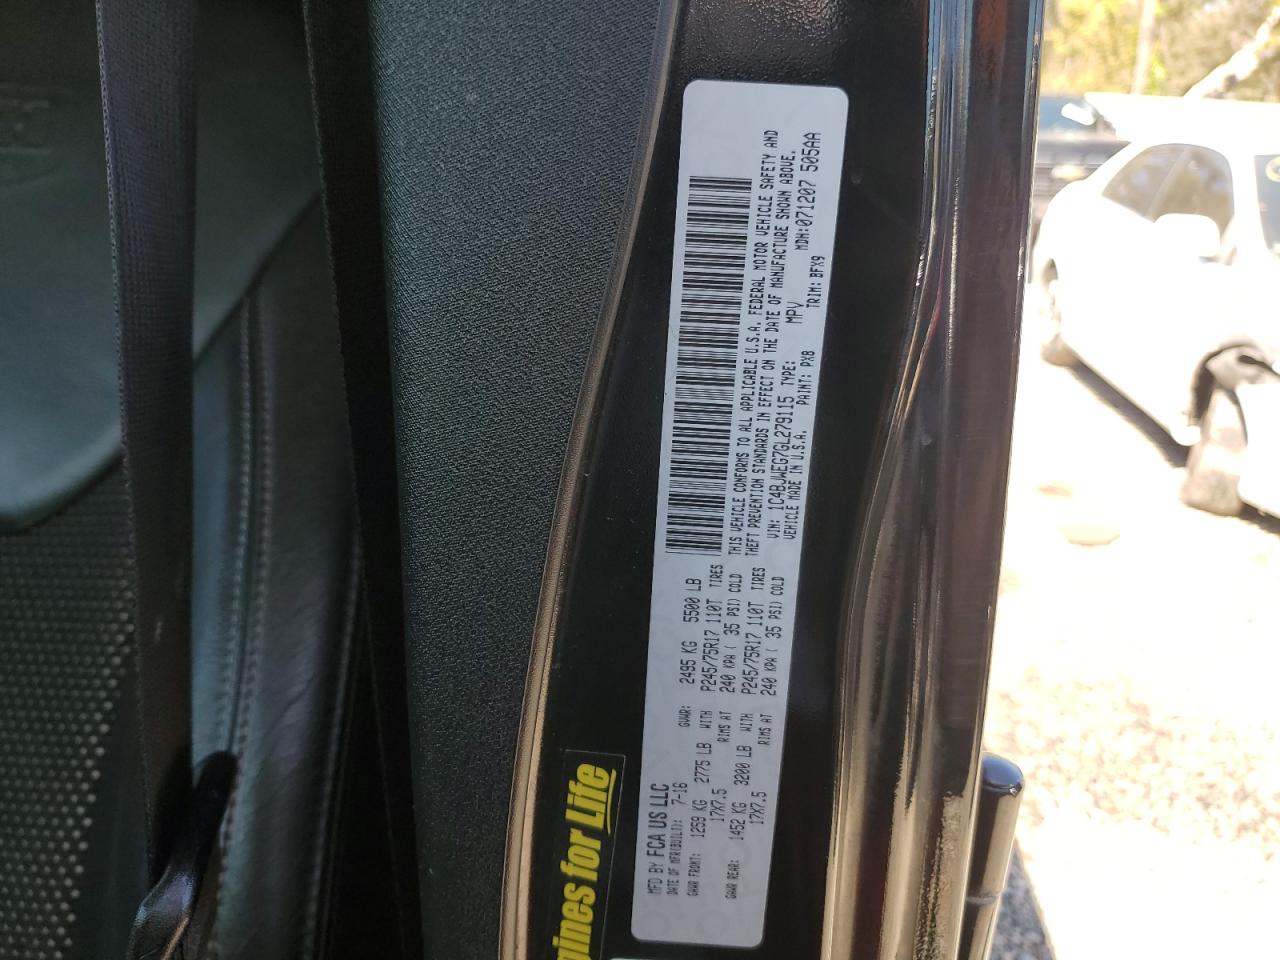 MFD BY FCA US LLC
DATE OF MFR(BUILT): 7-16 GVWR: 2495 KG 5500 LB
GAWR FRONT: 1259 KG 2775 LB WITH P245/75R17 110T TIRES
17X7.5 RIMS AT 240 KPA ( 35 PSI) COLD
GAWR REAR: 1452 KG 3200 LB WITH P245/75R17 110T TIRES
17X7.5 RIMS AT 240 KPA ( 35 PSI) COLD
THIS VEHICLE CONFORMS TO ALL APPLICABLE U.S.A. FEDERAL MOTOR VEHICLE SAFETY AND
THEFT PREVENTION STANDARDS IN EFFECT ON THE DATE OF MANUFACTURE SHOWN ABOVE.
VIN: 1C4BJWEG7GL279115 TYPE: MPV MDH:071207 505AA
VEHICLE MADE IN U.S.A. PAINT: PX8 TRIM: BFX9
gines for Life